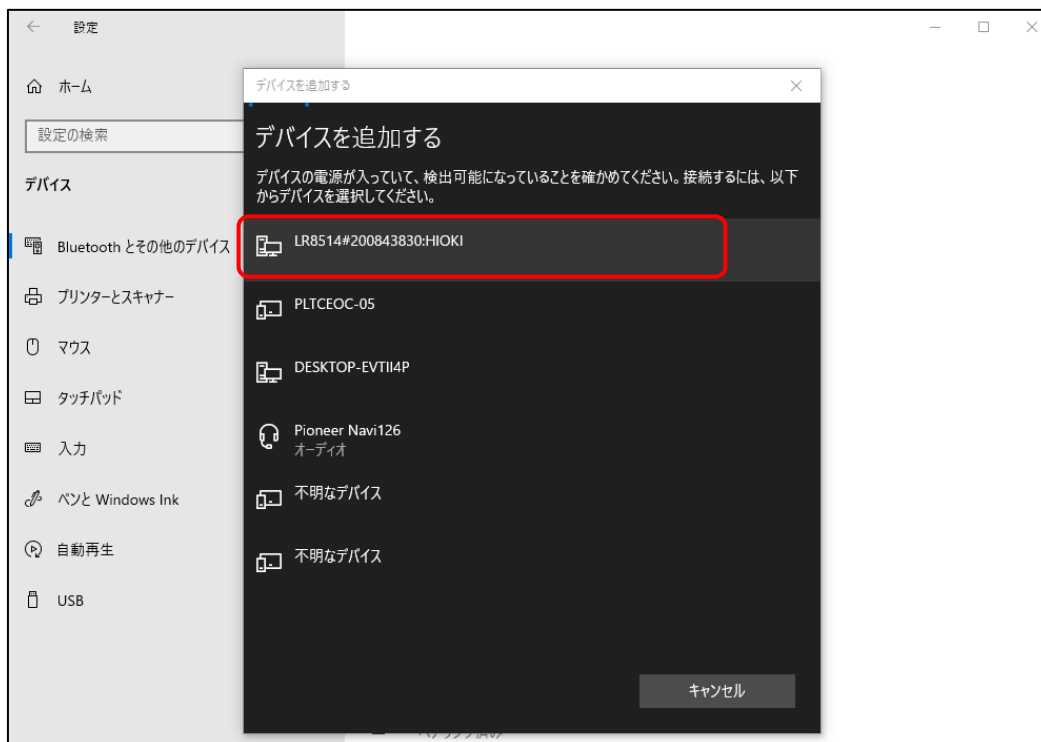 設定
ホーム
設定の検索
デバイス
Bluetooth とその他のデバイス
プリンターとスキャナー
マウス
タッチパッド
入力
ペンと Windows Ink
自動再生
USB
デバイスを追加する
デバイスを追加する
デバイスの電源が入っていて、検出可能になっていることを確かめてください。接続するには、以下
からデバイスを選択してください。
LR8514#200843830:HIOKI
PLTCEOC-05
DESKTOP-EVTII4P
Pioneer Navi126
オーディオ
不明なデバイス
不明なデバイス
キャンセル